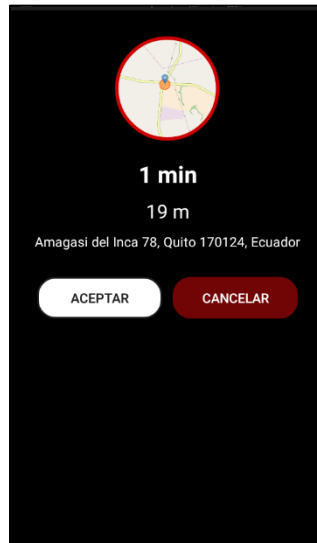 1 min
19 m
Amagasi del Inca 78, Quito 170124, Ecuador
ACEPTAR
CANCELAR